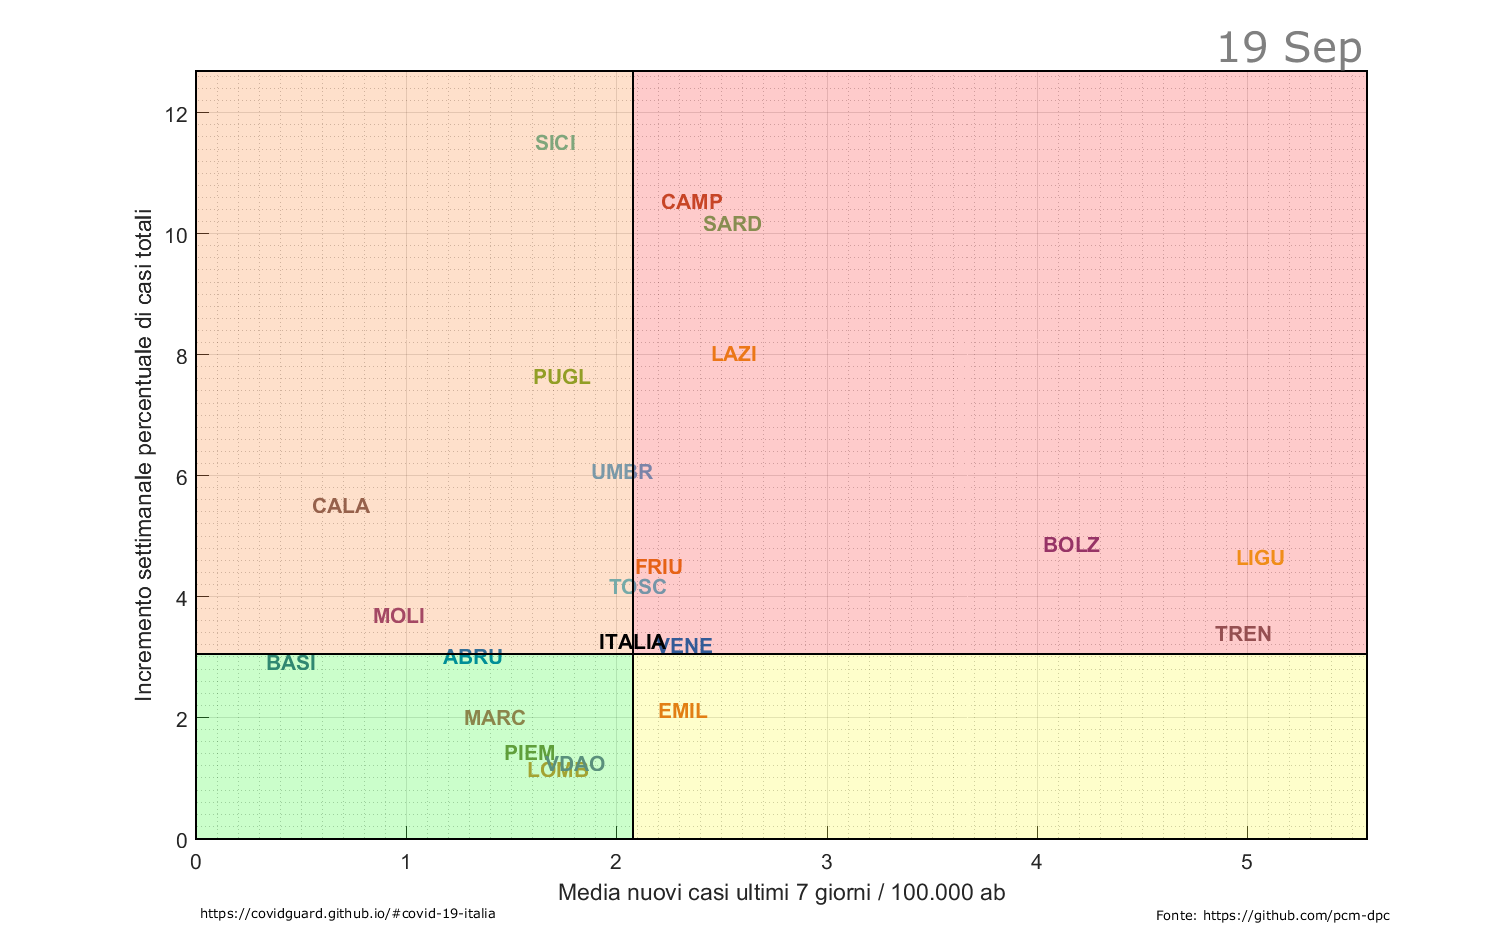 19 Sep
12
10
8
6
4
2
0
Incremento settimanale percentuale di casi totali
SICI
CAMP
SARD
LAZI
PUGL
UMBR
CALA
BOLZ
LIGU
FRIU
TOSC
MOLI
TREN
ITALIA
VENE
ABRU
BASI
EMIL
MARC
PIEM
VDAO
LOMB
0
1
2
3
4
5
Media nuovi casi ultimi 7 giorni / 100.000 ab
https://covidguard.github.io/#covid-19-italia
Fonte: https://github.com/pcm-dpc